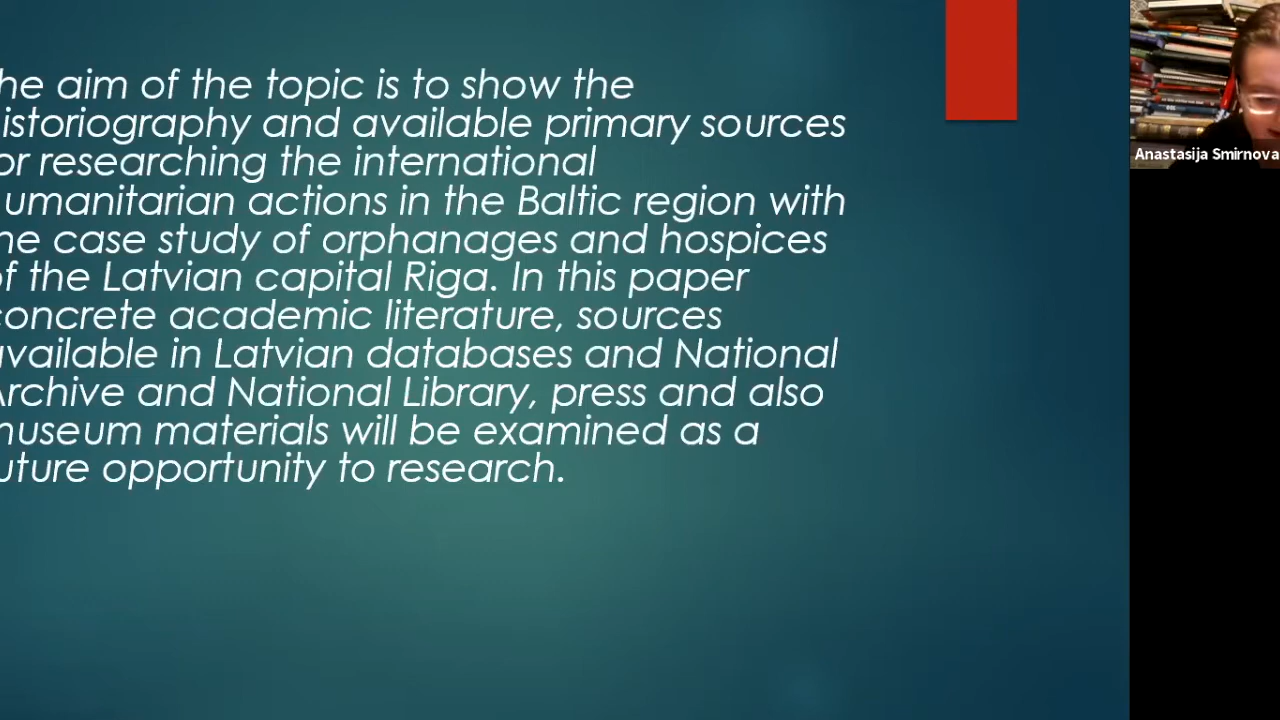 he aim of the topic is to show the
istoriography and available primary sources
or researching the international
umanitarian actions in the Baltic region with
he case study of orphanages and hospices
of the Latvian capital Riga. In this paper
concrete academic literature, sources
available in Latvian databases and National
Archive and National Library, press and also
museum materials will be examined as a
uture opportunity to research.
Anastasija Smirnova